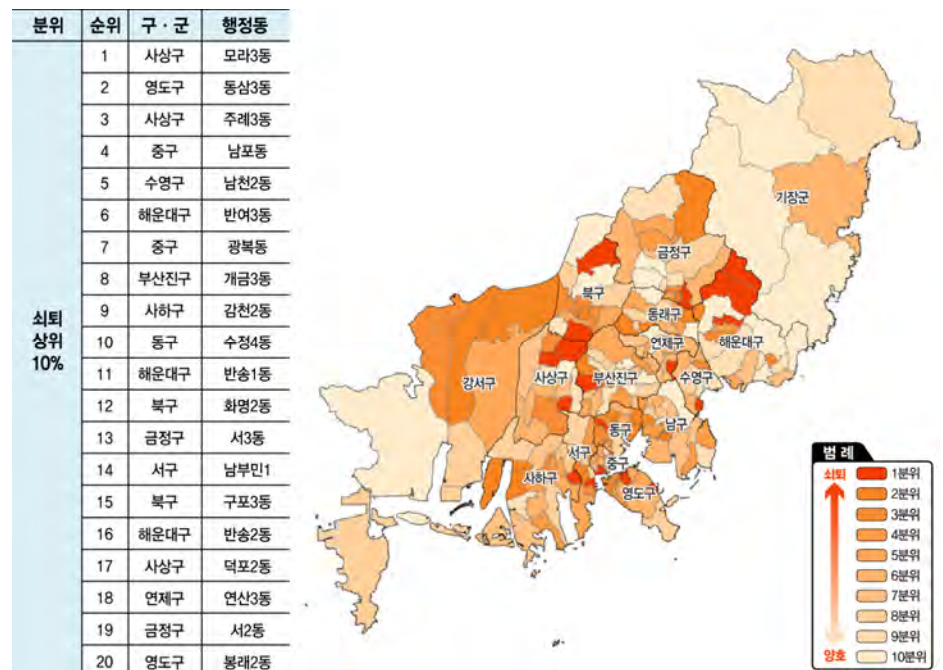 분위 순위 구·군 행정동
쇠퇴
상위
10%
1 사상구 모라3동
2 영도구 동삼3동
3 사상구 주례3동
4 중구 남포동
5 수영구 남천2동
6 해운대구 반여3동
7 중구 광복동
8 부산진구 개금3동
9 사하구 감천2동
10 동구 수정4동
11 해운대구 반송1동
12 북구 화명2동
13 금정구 서3동
14 서구 남부민1
15 북구 구포3동
16 해운대구 반송2동
17 사상구 덕포2동
18 연제구 연산3동
19 금정구 서2동
20 영도구 봉래2동
기장군
금정구
북구
동래구
연제구
해운대구
강서구
사상구
부산진구
수영구
동구
남구
서구
중구
사하구
영도구
범례
쇠퇴
1분위
2분위
3분위
4분위
5분위
6분위
7분위
8분위
9분위
양호
10분위